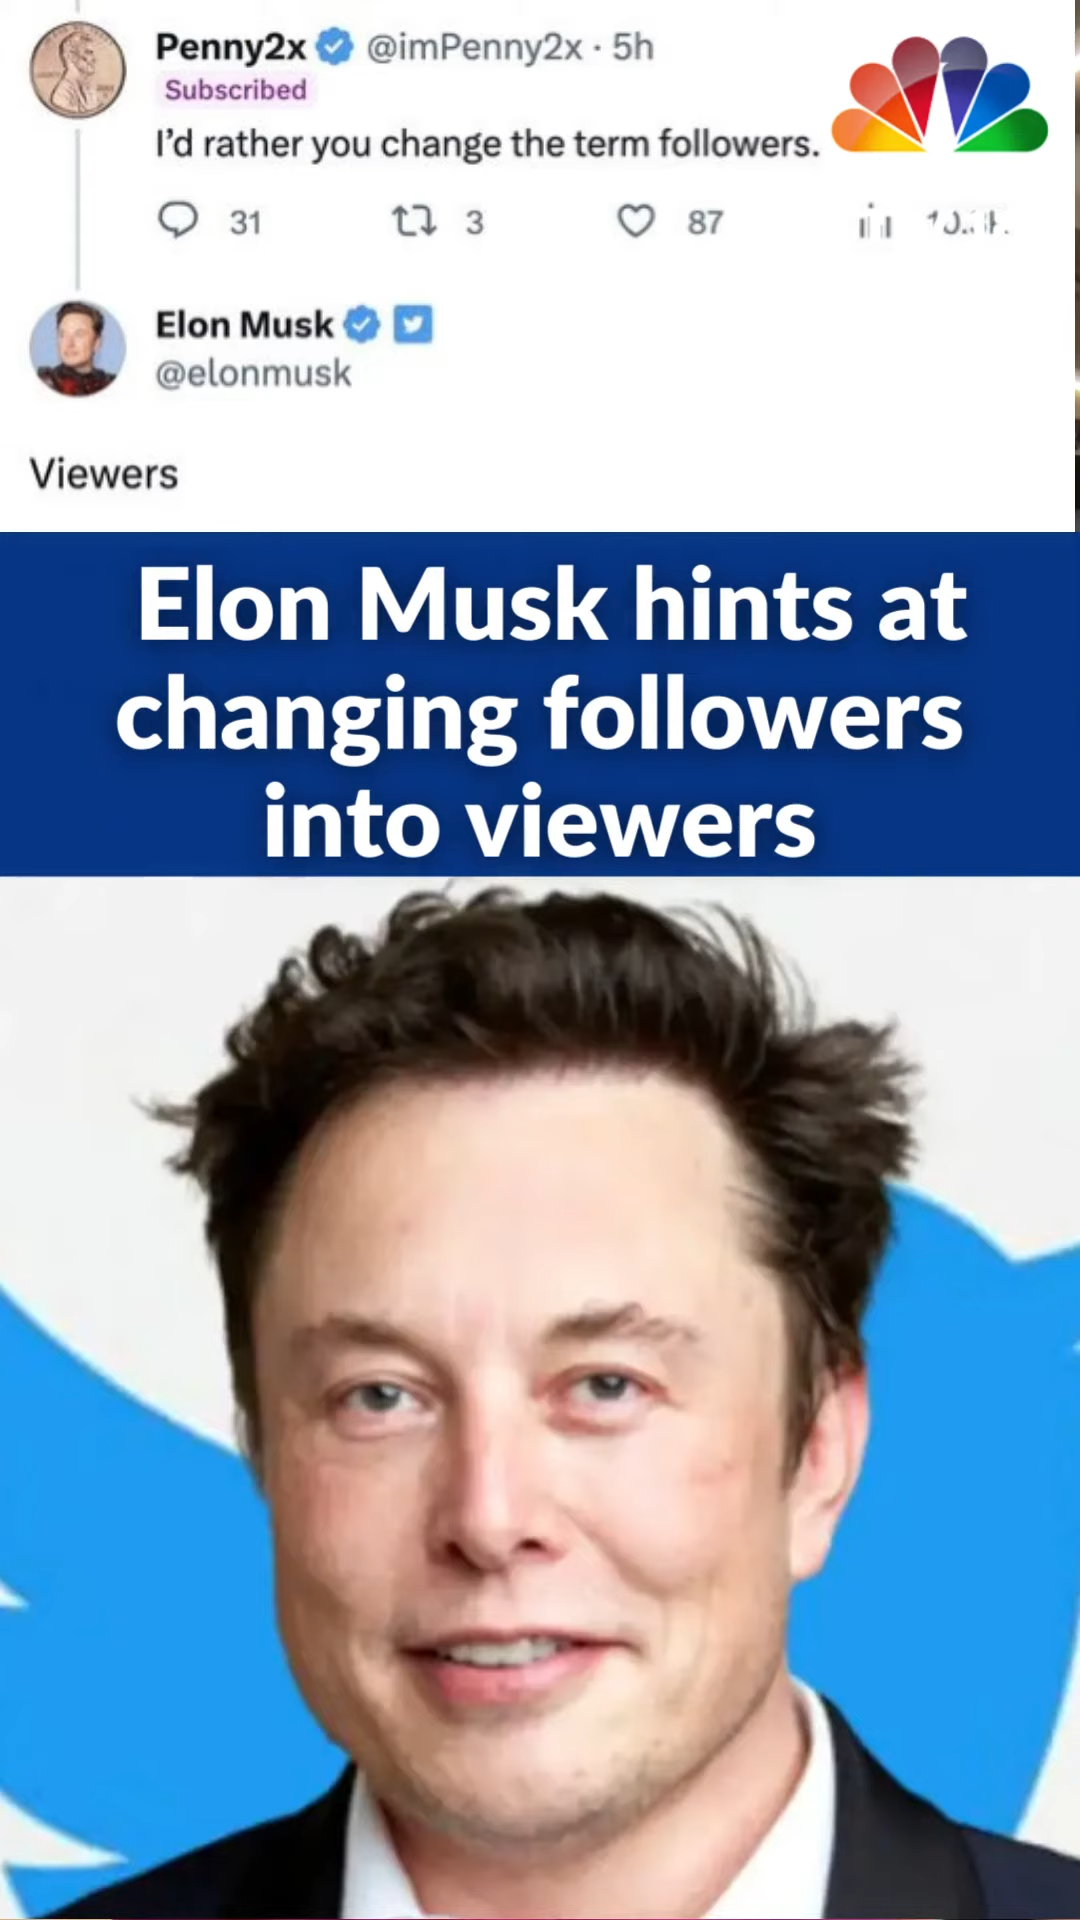 Penny2x @imPenny2x · 5h
Subscribed
I'd rather you change the term followers.
31 3 87
Elon Musk
@elonmusk
Viewers
Elon Musk hints at
changing followers
into viewers